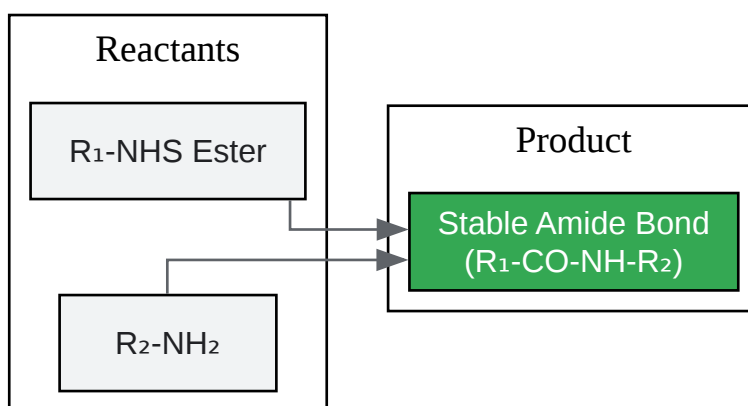 Reactants
R₁-NHS Ester
R₂-NH₂
Product
Stable Amide Bond
(R₁-CO-NH-R₂)